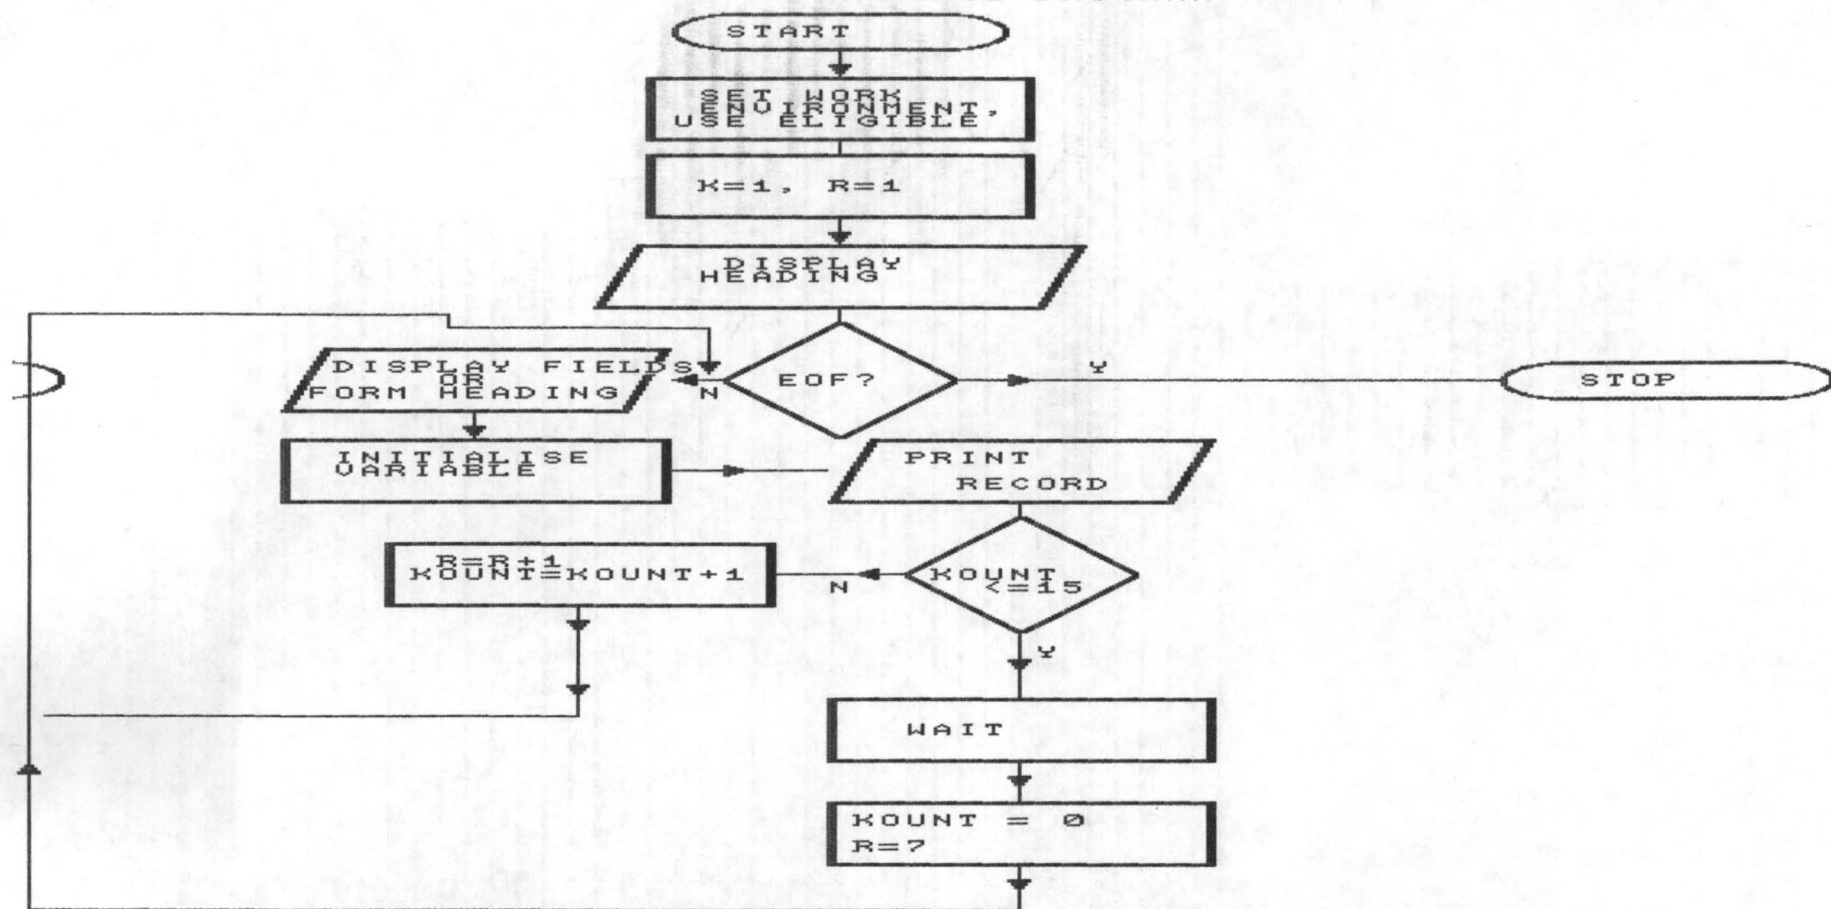 START
SET WORK
ENVIRONMENT,
USE ELIGIBLE,
K=1, R=1
DISPLAY
HEADING
DISPLAY FIELDS
OR
FORM HEADING
N
EOF?
Y
STOP
INITIALISE
VARIABLE
PRINT
RECORD
R=R+1
KOUNT=KOUNT+1
N
KOUNT
<=15
Y
WAIT
KOUNT = 0
R=7